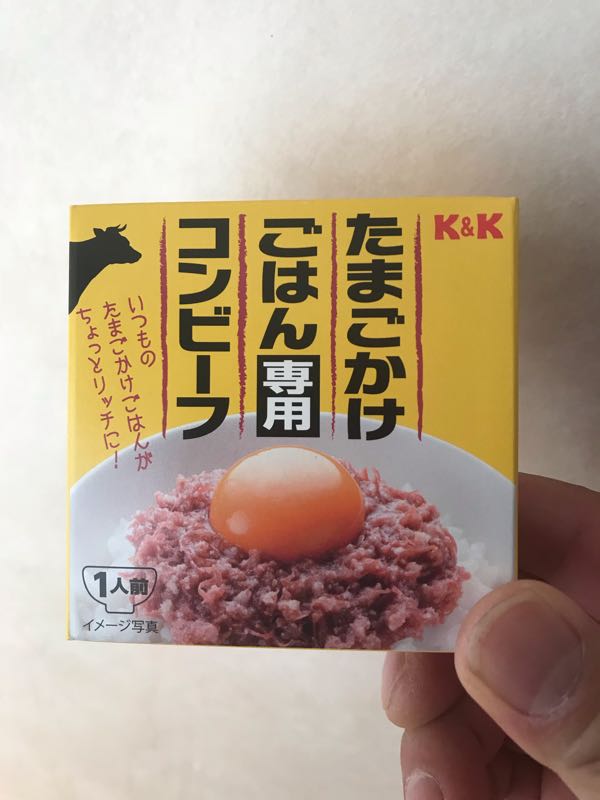 K&K
たまごかけ
ごはん専用
コンビーフ
いつもの
たまごかけごはんが
ちょっとリッチに!
1人前
イメージ写真